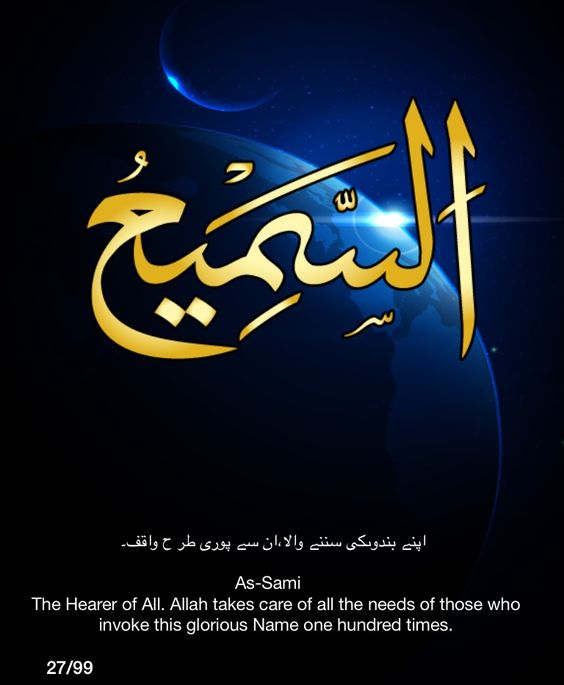 السَّمِيعُ
اپنے بندوںکی سننے والا،ان سے پوری طر ح واقف۔
As-Sami
The Hearer of All. Allah takes care of all the needs of those who
invoke this glorious Name one hundred times.
27/99